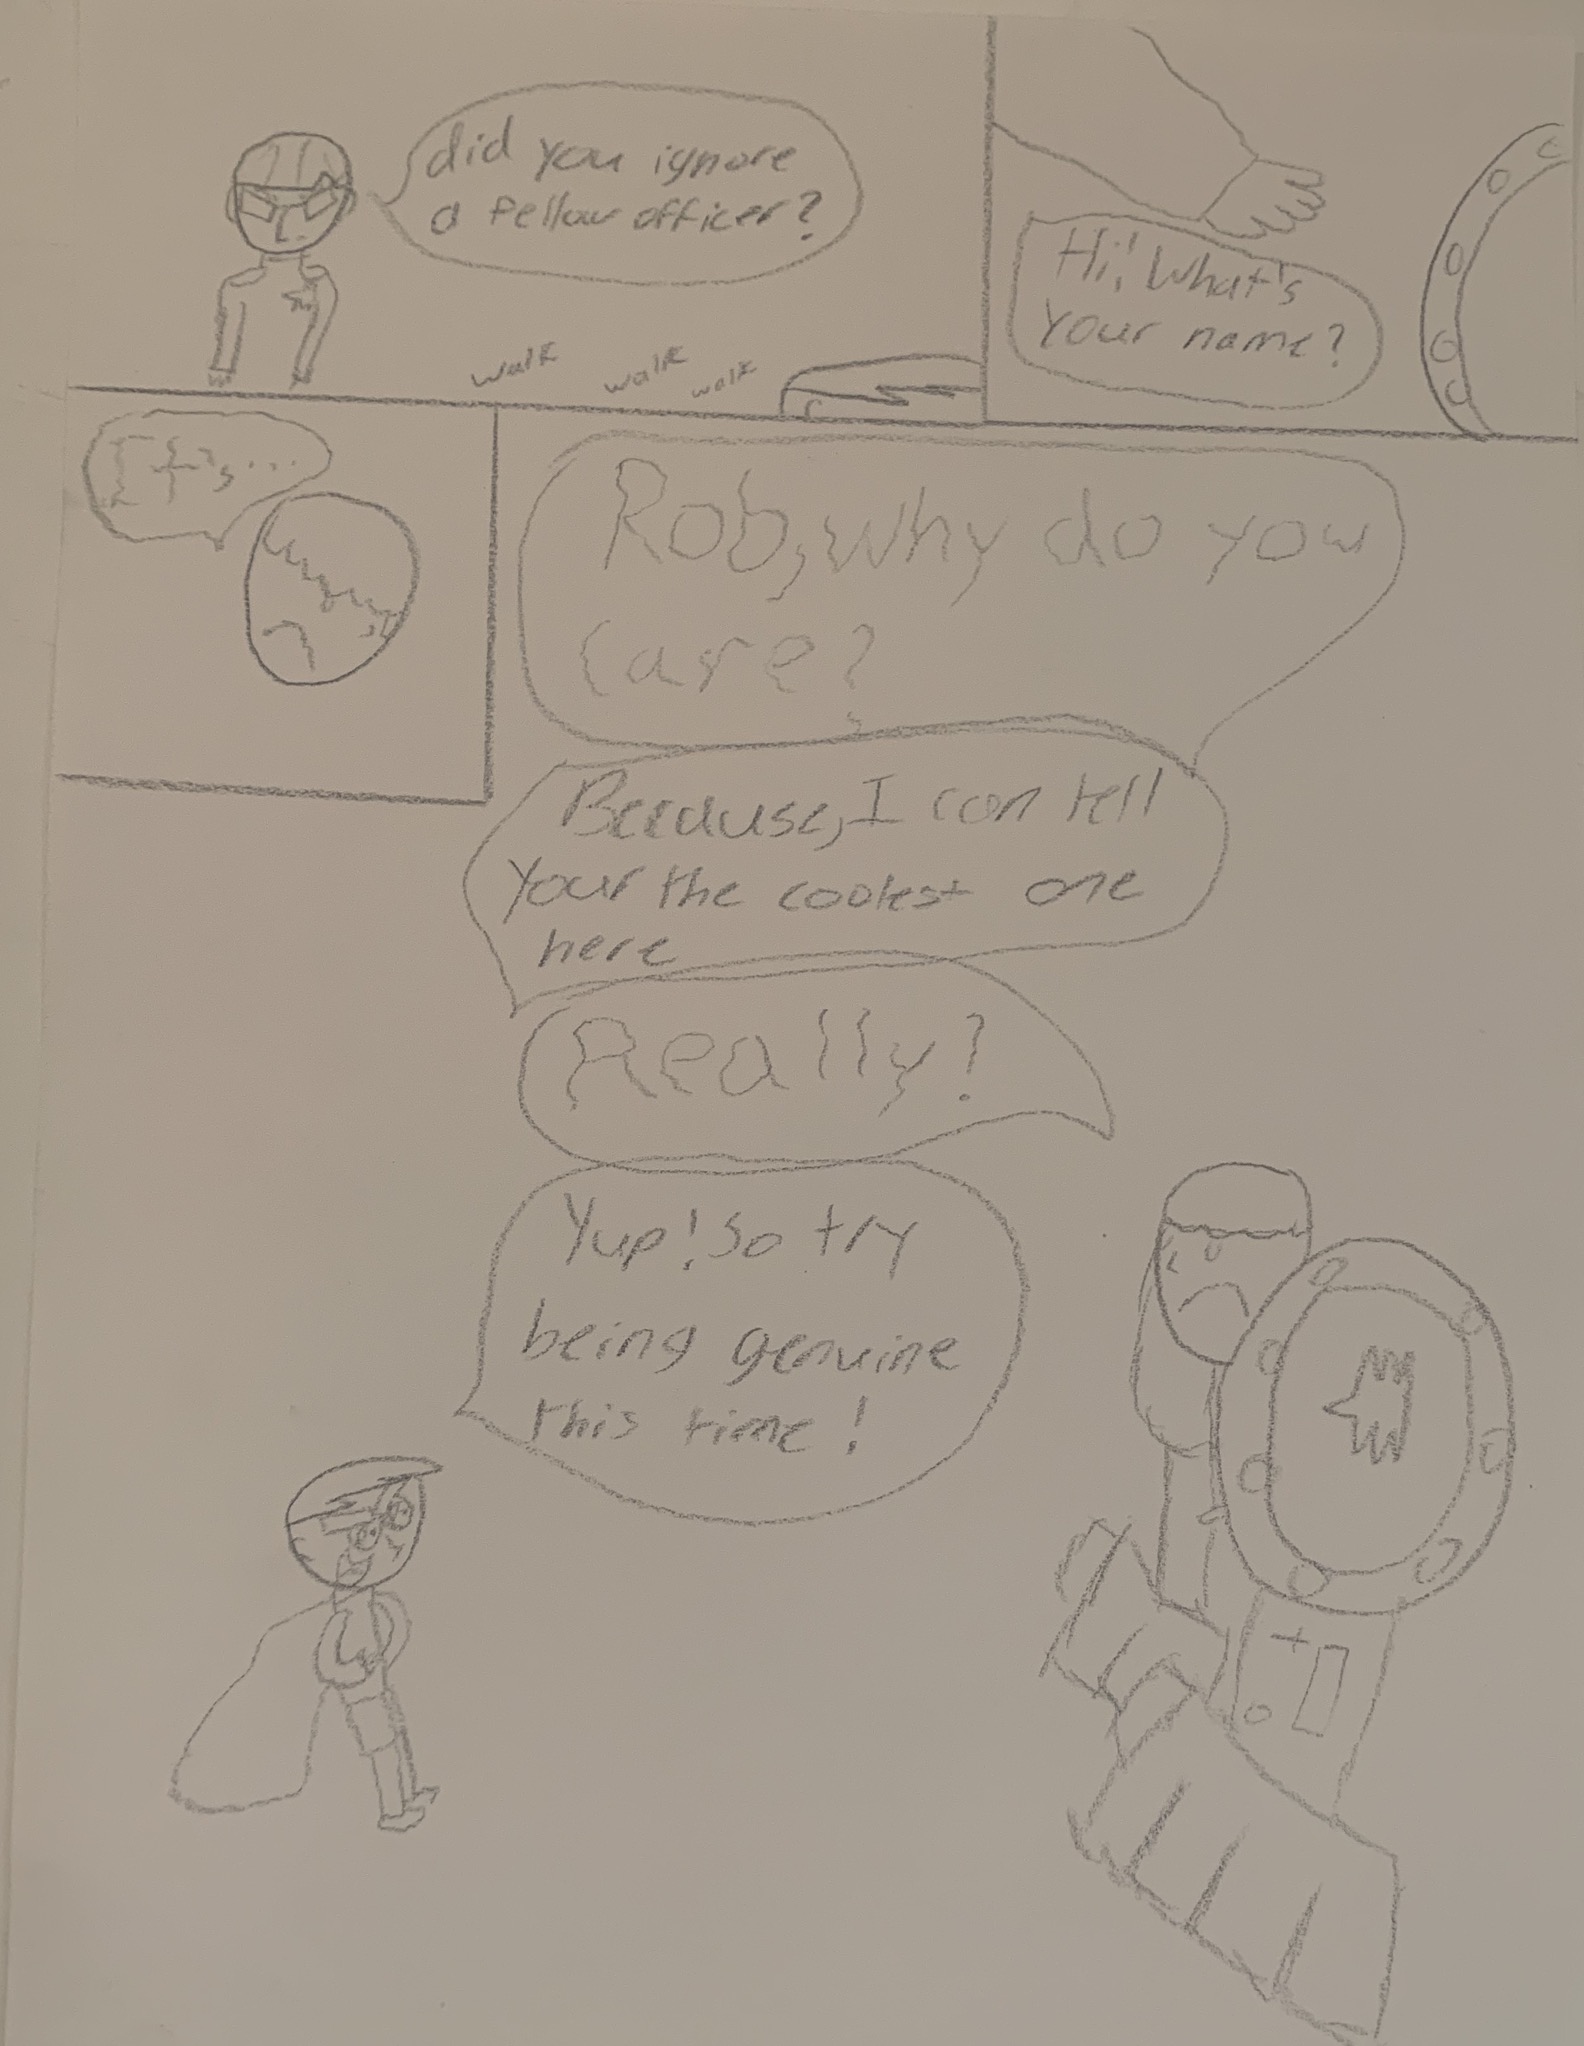 did you ignore
a fellow officer?
walk
walk
walk
Hi! What's
your name?
It's...
Rob, why do you
care?
Because, I can tell
your the coolest one
here
Really?
Yup! So try
being genuine
this time!